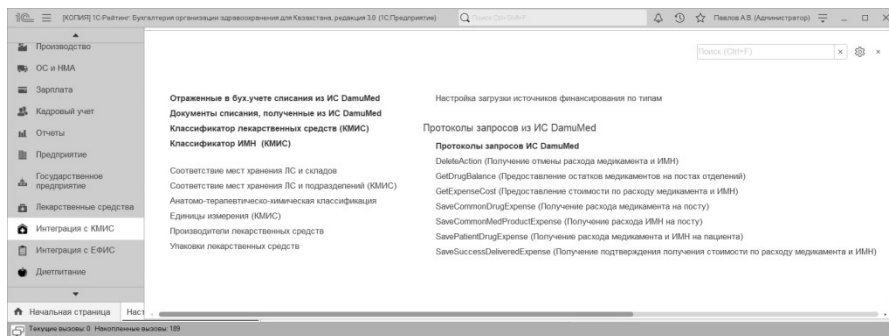 1С [КОПИЯ] 1С-Рейтинг: Бухгалтерия организации здравоохранения для Казахстана, редакция 3.0 (1С:Предприятие)
Поиск Ctrl+Shift+F
Павлов А.В. (Администратор)
Производство
ОС и НМА
Зарплата
Кадровый учет
Отчеты
Предприятие
Государственное
предприятие
Лекарственные средства
Интеграция с КМИС
Интеграция с ЕФИС
Диетпитание
Поиск (Ctrl+F)
Отраженные в бух.учете списания из ИС DamuMed
Документы списания, полученные из ИС DamuMed
Классификатор лекарственных средств (КМИС)
Классификатор ИМН (КМИС)
Соответствие мест хранения ЛС и складов
Соответствие мест хранения ЛС и подразделений (КМИС)
Анатомо-терапевтическо-химическая классификация
Единицы измерения (КМИС)
Производители лекарственных средств
Упаковки лекарственных средств
Настройка загрузки источников финансирования по типам
Протоколы запросов из ИС DamuMed
Протоколы запросов ИС DamuMed
DeleteAction (Получение отмены расхода медикамента и ИМН)
GetDrugBalance (Предоставление остатков медикаментов на постах отделений)
GetExpenseCost (Предоставление стоимости по расходу медикамента и ИМН)
SaveCommonDrugExpense (Получение расхода медикамента на посту)
SaveCommonMedProductExpense (Получение расхода ИМН на посту)
SavePatientDrugExpense (Получение расхода медикамента и ИМН на пациента)
SaveSuccessDeliveredExpense (Получение подтверждения получения стоимости по расходу медикамента и ИМН)
Начальная страница
Наст
Текущие вызовы: 0 Накопленные вызовы: 189